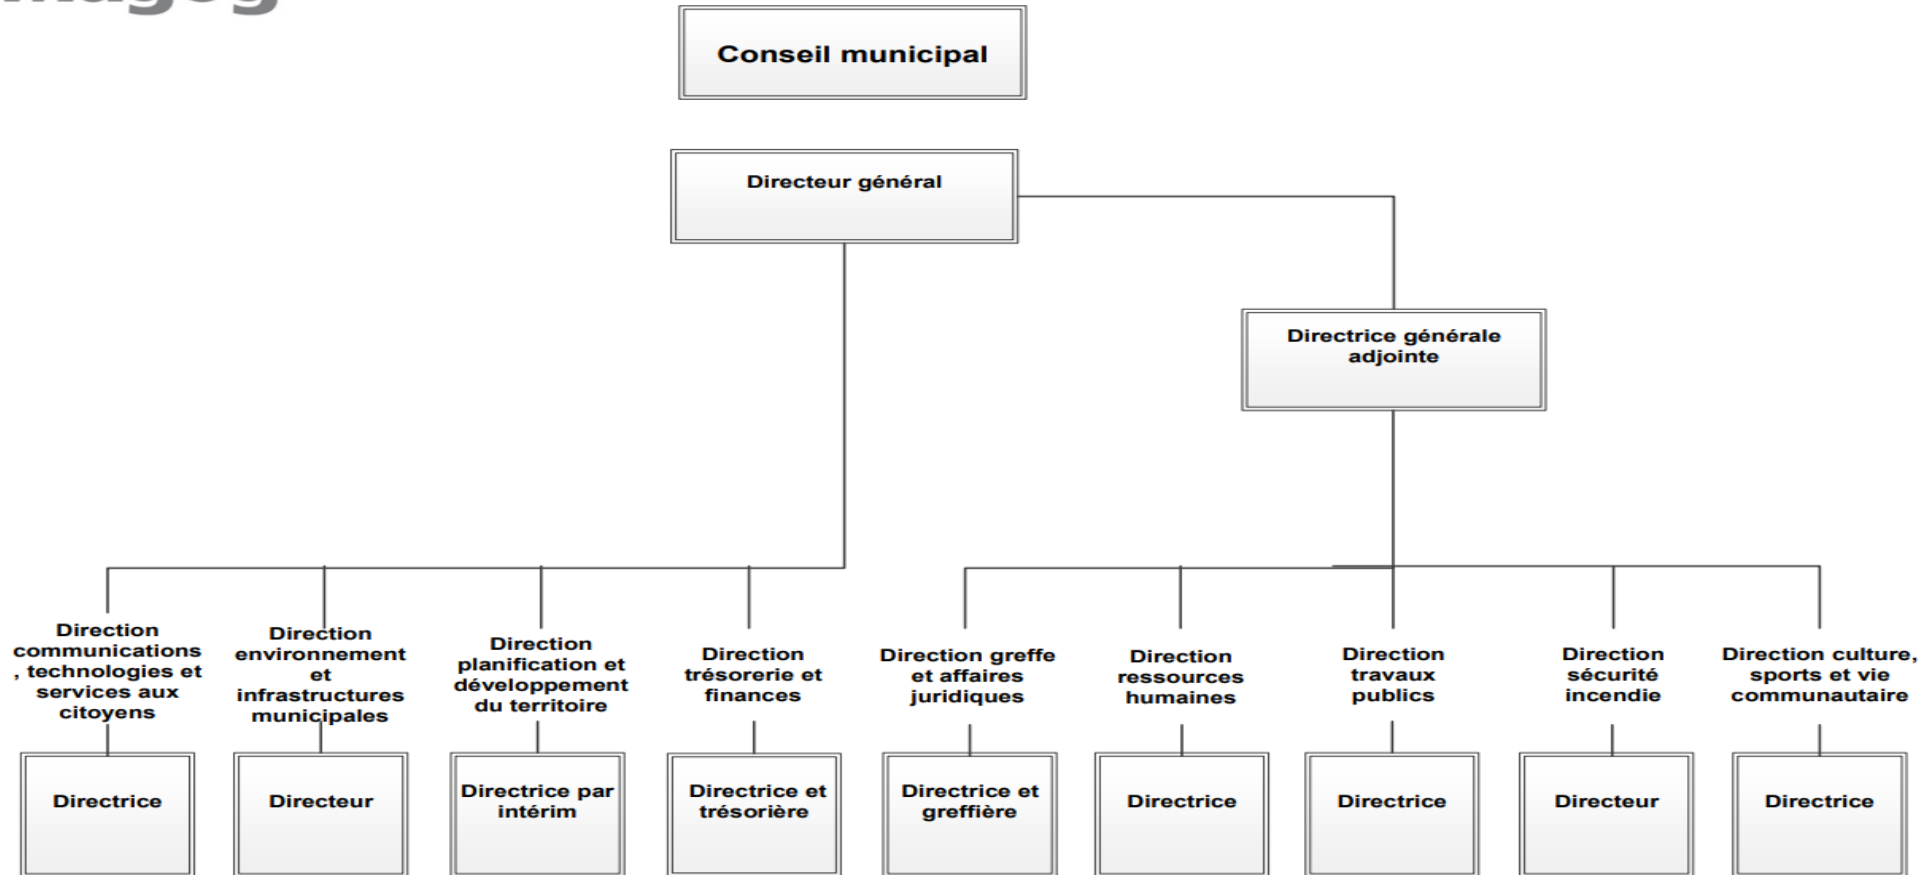 magog
Conseil municipal
Directeur général
Directrice générale
adjointe
Direction
communications
, technologies et
services aux
citoyens
Direction
environnement
et
infrastructures
municipales
Direction
planification et
développement
du territoire
Direction
trésorerie et
finances
Direction greffe
et affaires
juridiques
Direction
ressources
humaines
Direction
travaux
publics
Direction
sécurité
incendie
Direction culture,
sports et vie
communautaire
Directrice
Directeur
Directrice par
intérim
Directrice et
trésorière
Directrice et
greffière
Directrice
Directrice
Directeur
Directrice